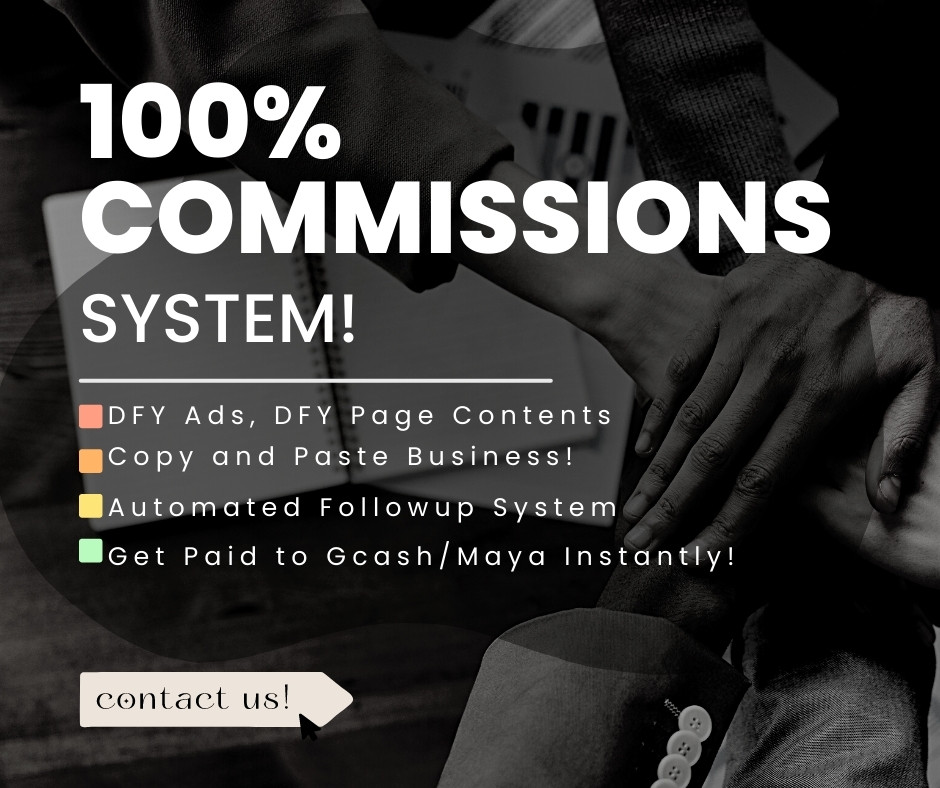 100%
COMMISSIONS
SYSTEM!
DFY Ads, DFY Page Contents
Copy and Paste Business!
Automated Followup System
Get Paid to Gcash/Maya Instantly!
contact us!